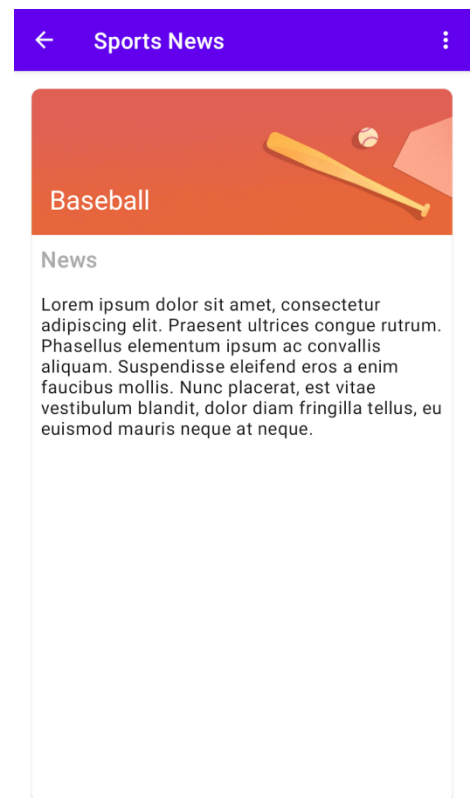 Sports News
Baseball
News
Lorem ipsum dolor sit amet, consectetur
adipiscing elit. Praesent ultrices congue rutrum.
Phasellus elementum ipsum ac convallis
aliquam. Suspendisse eleifend eros a enim
faucibus mollis. Nunc placerat, est vitae
vestibulum blandit, dolor diam fringilla tellus, eu
euismod mauris neque at neque.